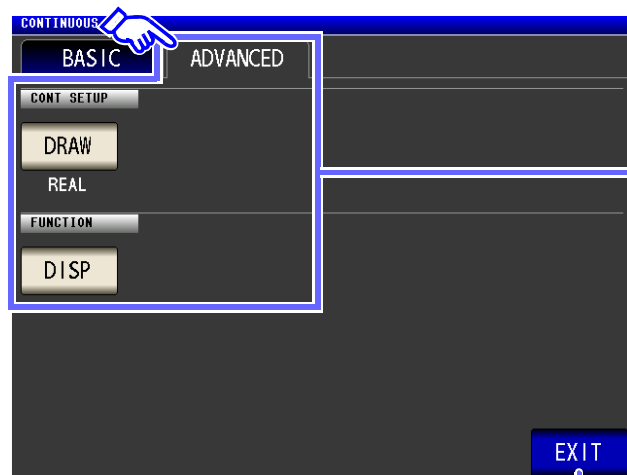 CONTINUOUS
BASIC
ADVANCED
CONT SETUP
DRAW
REAL
FUNCTION
DISP
EXIT